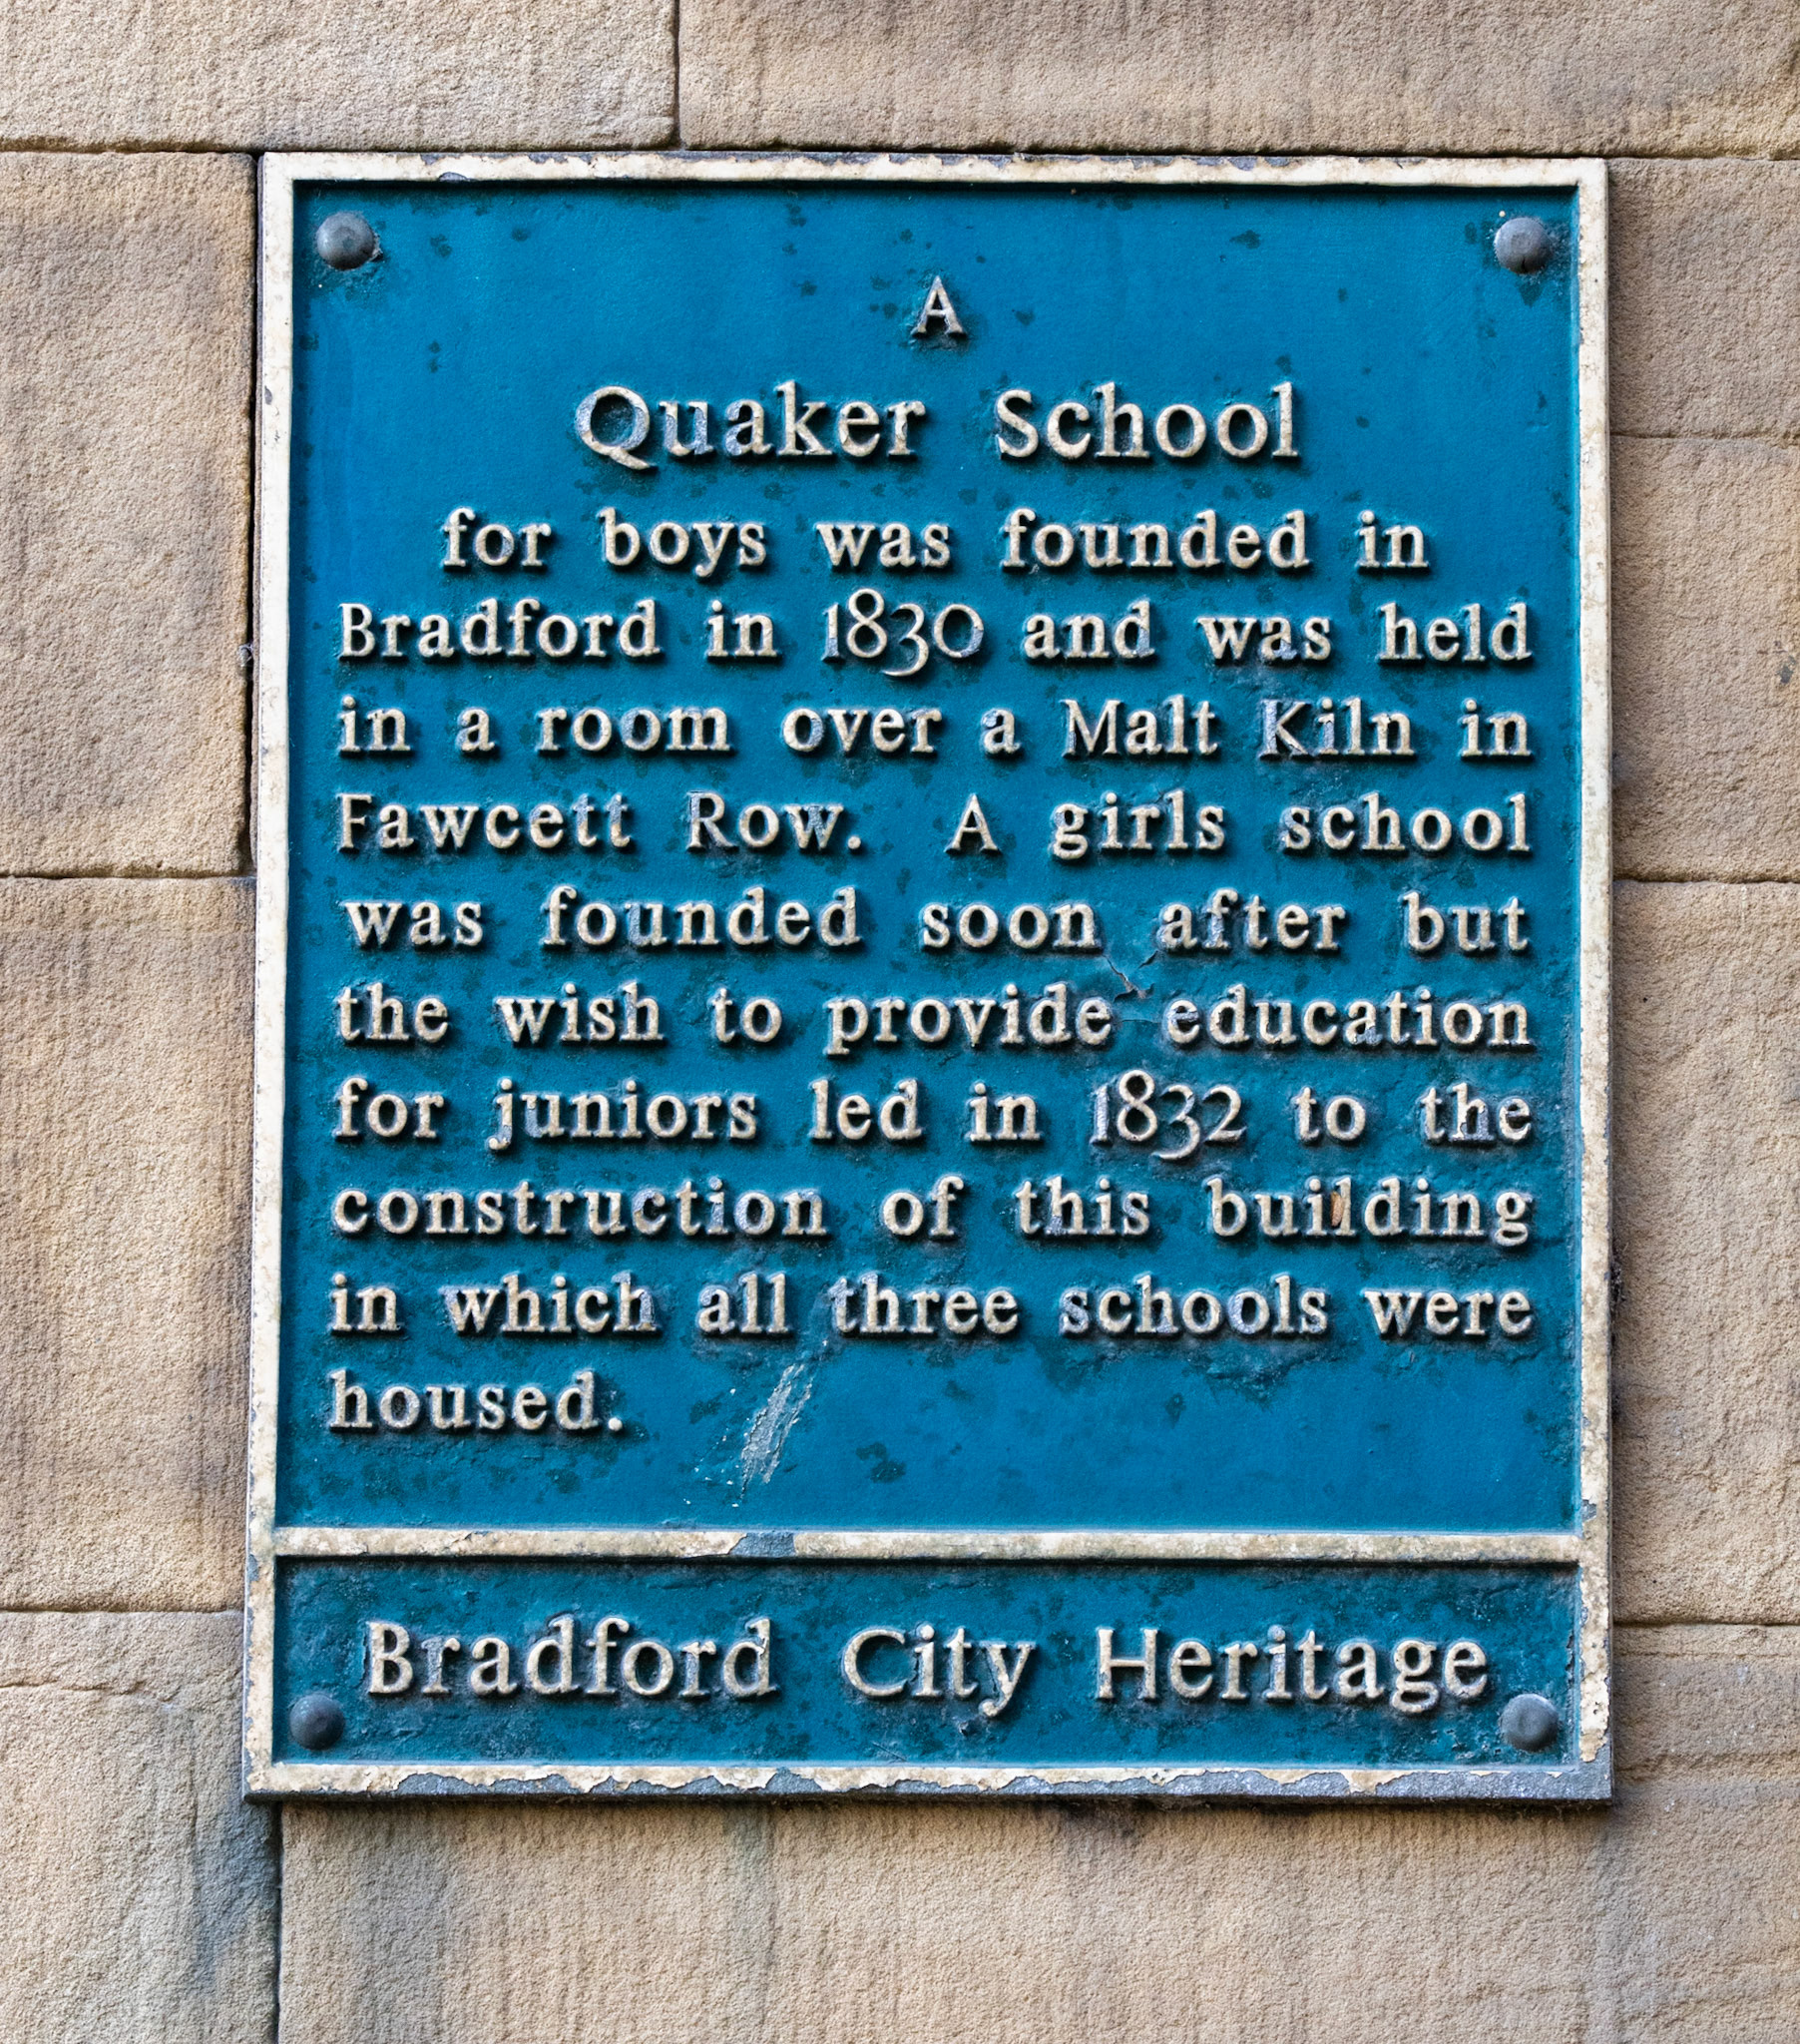 A
Quaker School
for boys was founded in
Bradford in 1830 and was held
in a room over a Malt Kiln in
Fawcett Row. A girls school
was founded soon after but
the wish to provide education
for juniors led in 1832 to the
construction of this building
in which all three schools were
housed.
Bradford City Heritage